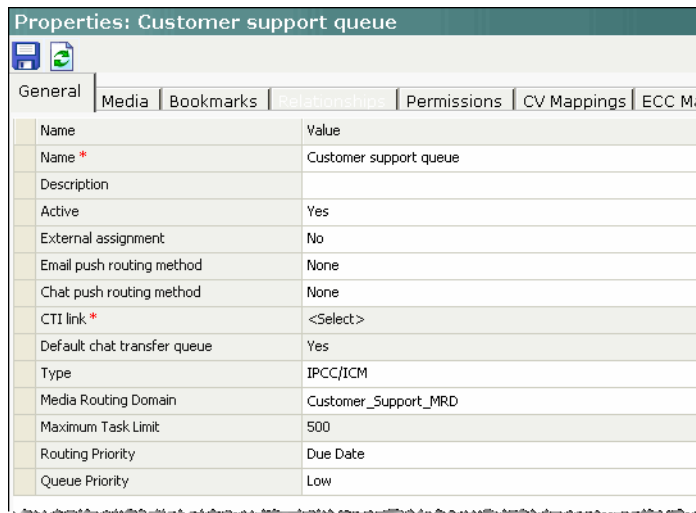 Properties: Customer support queue
General Media Bookmarks Relationships Permissions CV Mappings ECC Ma
Name Value
Name * Customer support queue
Description
Active Yes
External assignment No
Email push routing method None
Chat push routing method None
CTI link * <Select>
Default chat transfer queue Yes
Type IPCC/ICM
Media Routing Domain Customer_Support_MRD
Maximum Task Limit 500
Routing Priority Due Date
Queue Priority Low